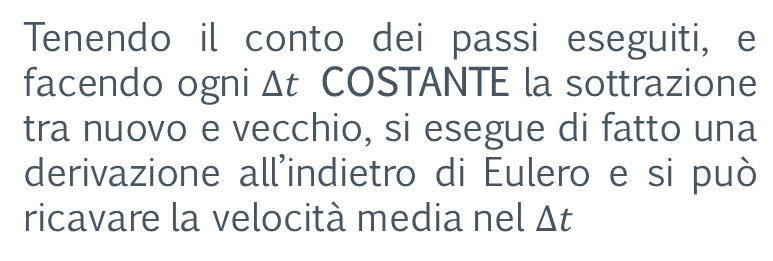 Tenendo il conto dei passi eseguiti, e
facendo ogni Δt COSTANTE la sottrazione
tra nuovo e vecchio, si esegue di fatto una
derivazione all’indietro di Eulero e si può
ricavare la velocità media nel Δt